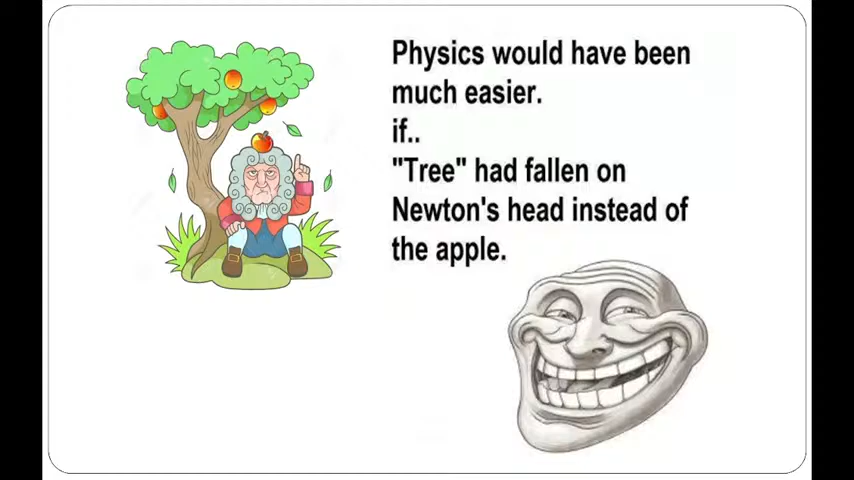 Physics would have been
much easier.
if..
"Tree" had fallen on
Newton's head instead of
the apple.